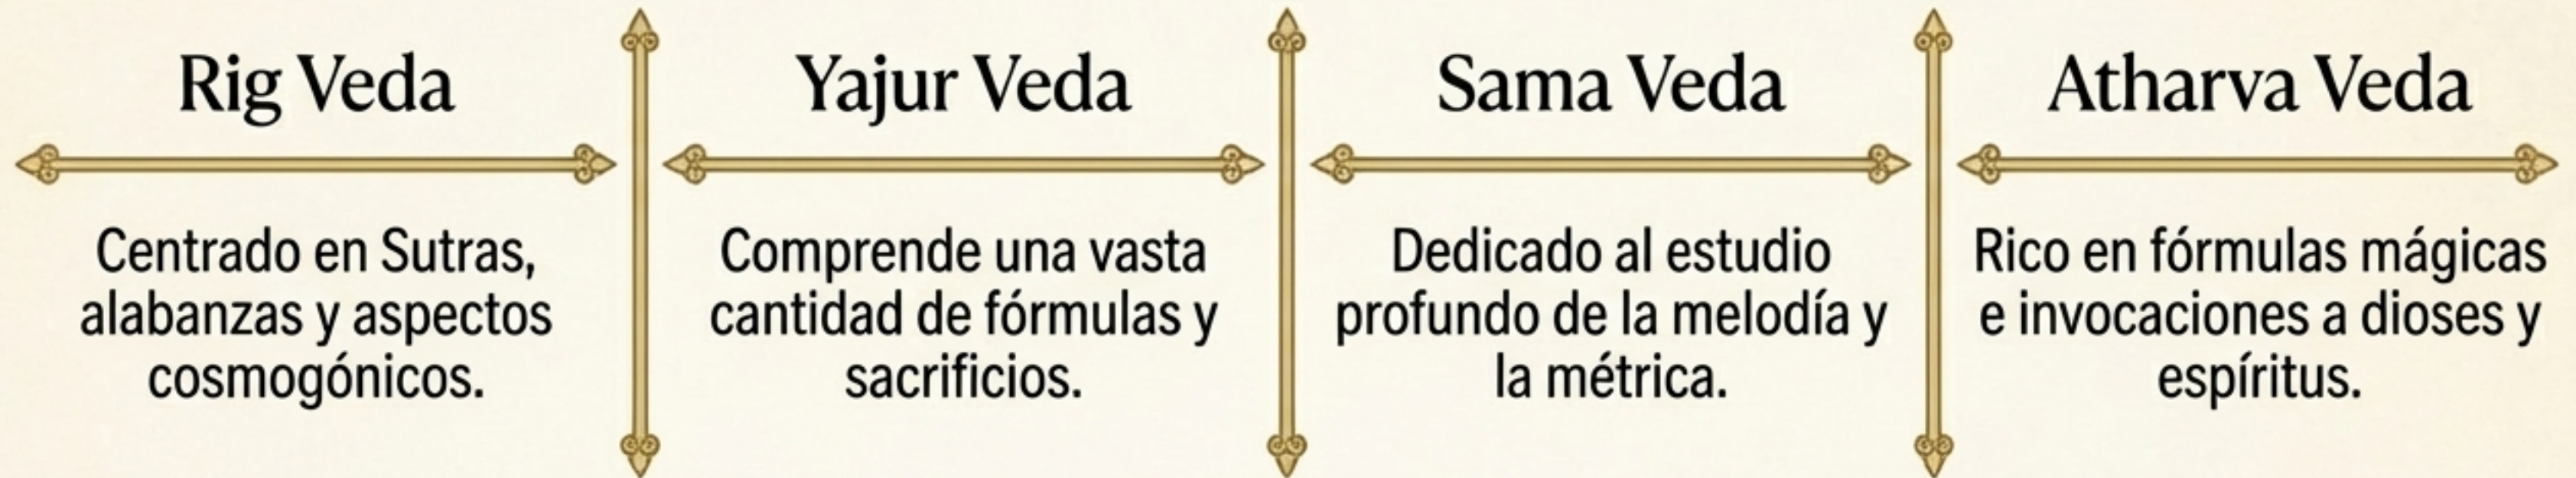 Rig Veda
Centrado en Sutras,
alabanzas y aspectos
cosmogónicos.
Yajur Veda
Comprende una vasta
cantidad de fórmulas y
sacrificios.
Sama Veda
Dedicado al estudio
profundo de la melodía y
la métrica.
Atharva Veda
Rico en fórmulas mágicas
e invocaciones a dioses y
espíritus.